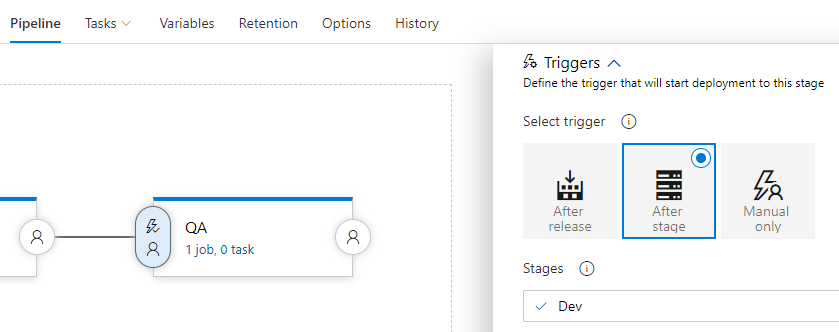 Pipeline Tasks Variables Retention Options History
Triggers
Define the trigger that will start deployment to this stage
Select trigger
After
release
After
stage
Manual
only
QA
1 job, 0 task
Stages
Dev